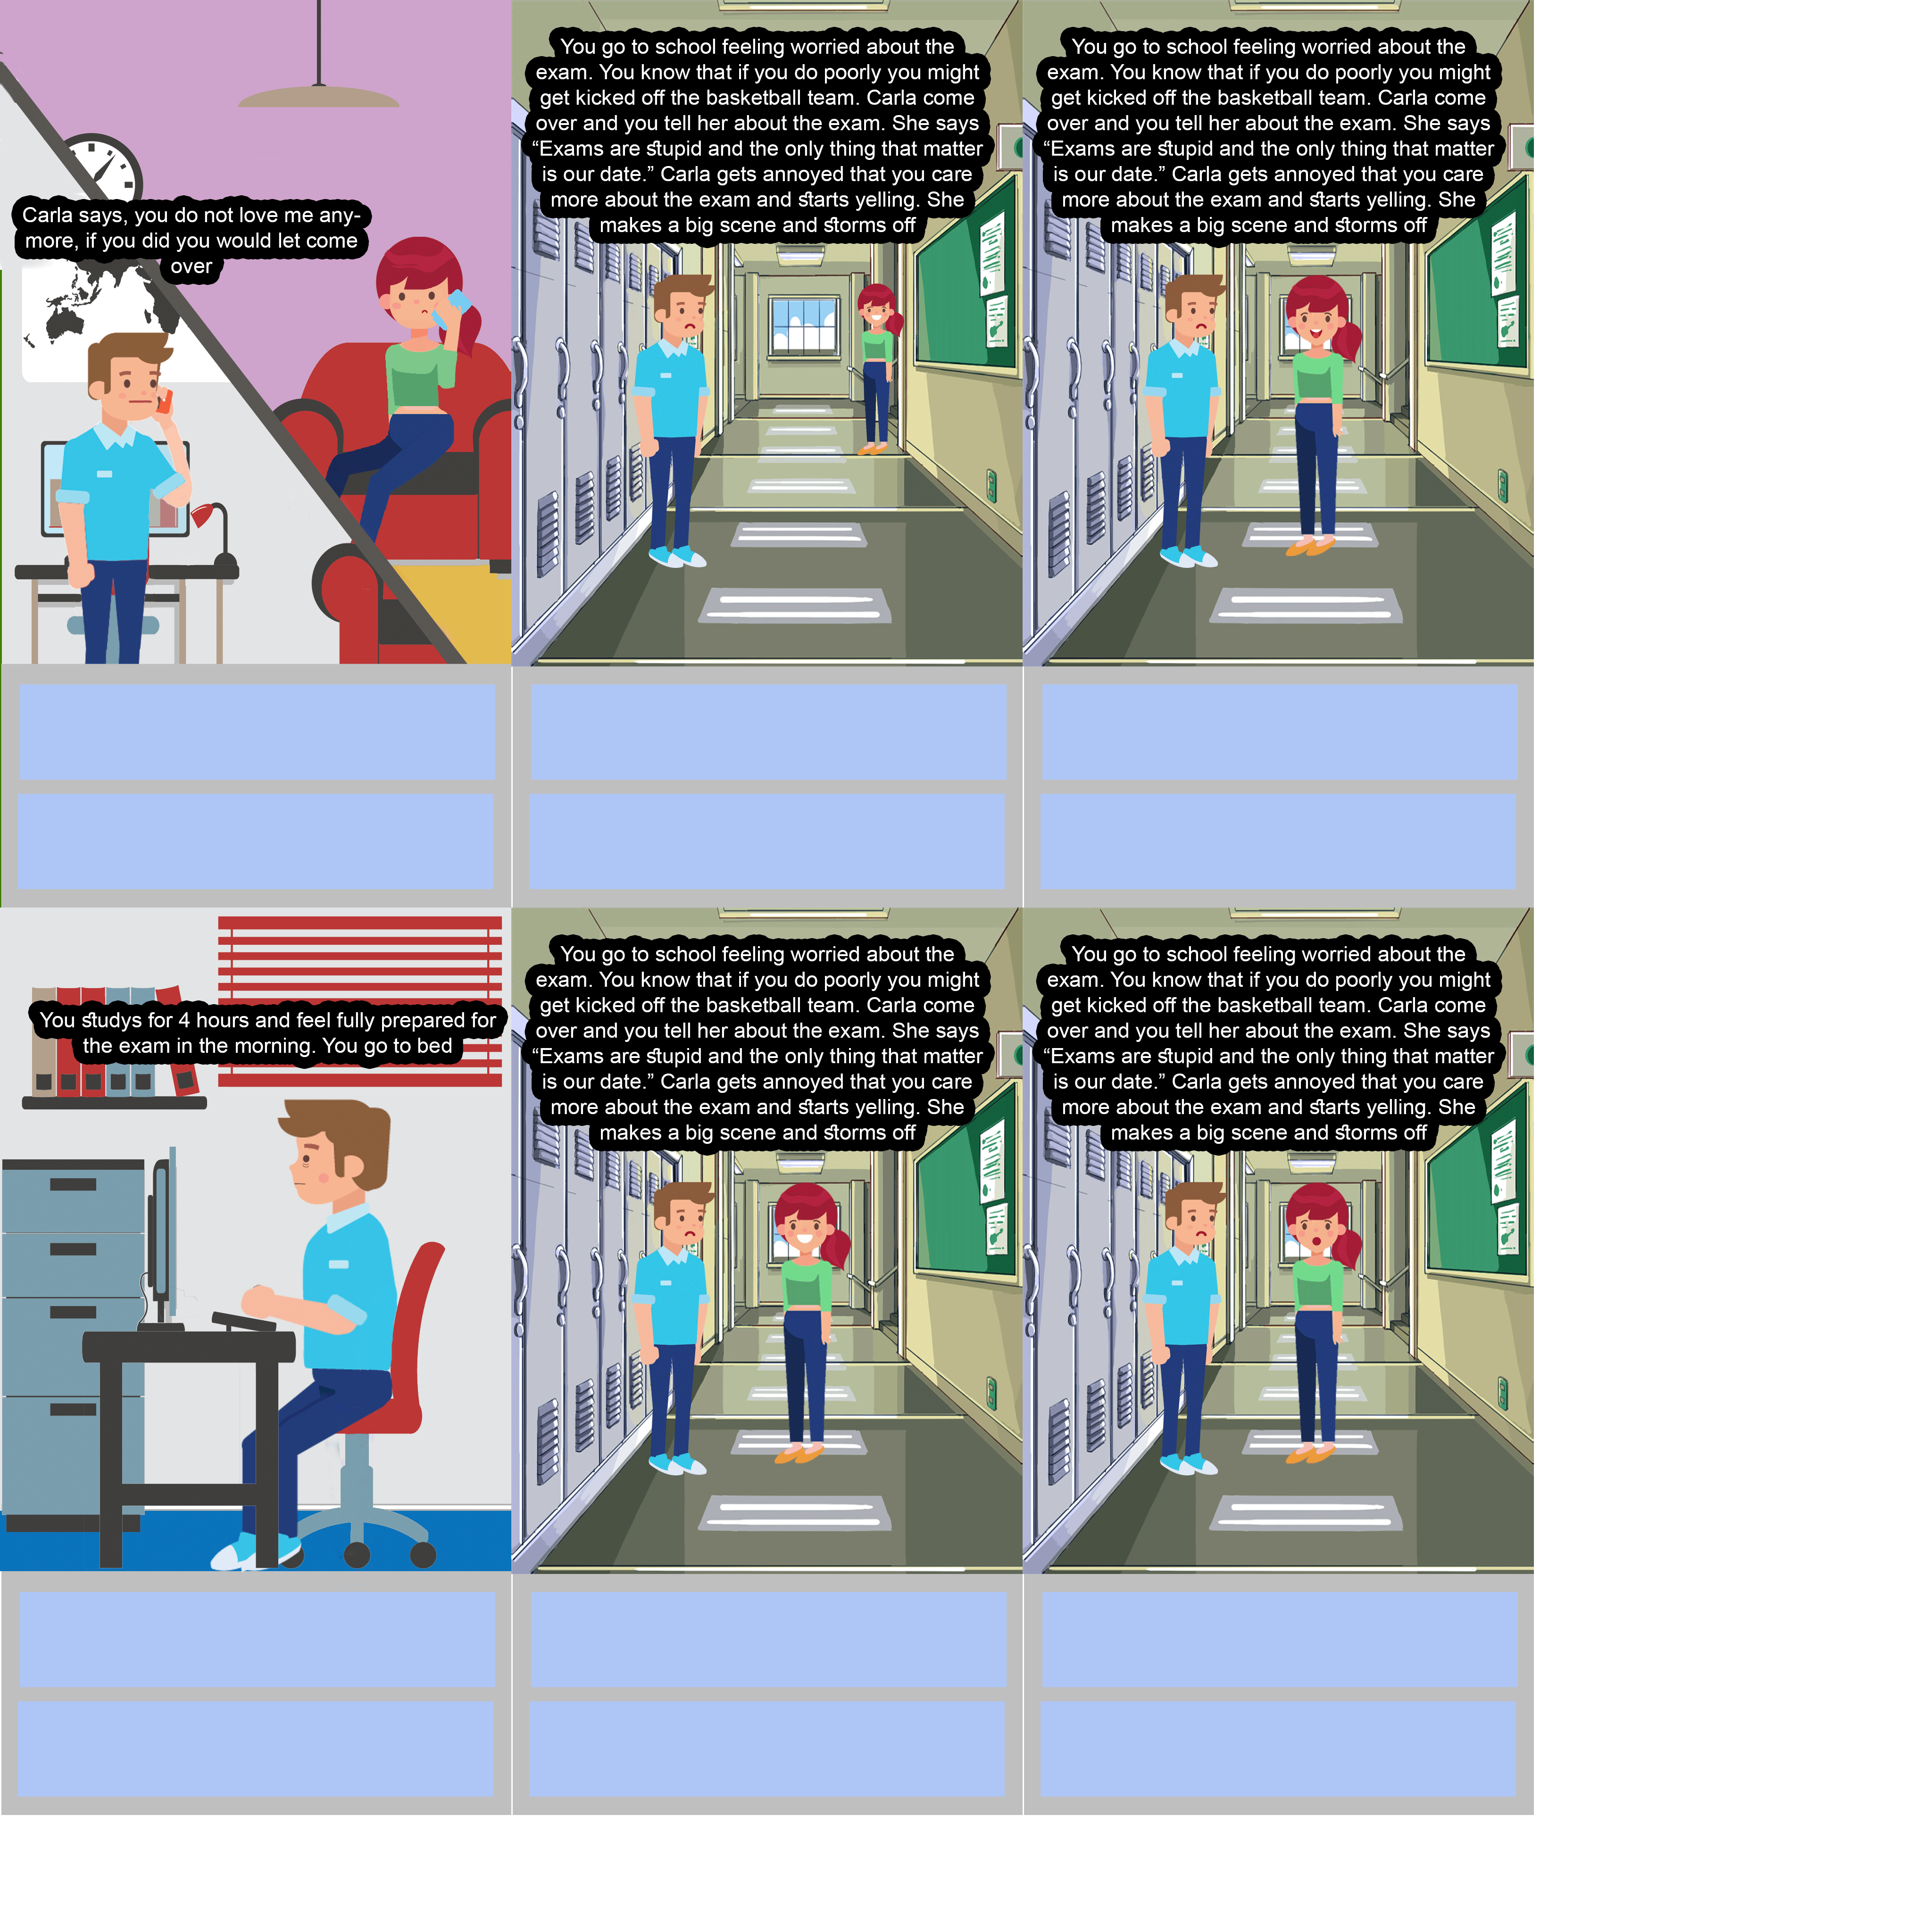 Carla says, you do not love me any-
more, if you did you would let come
over
You go to school feeling worried about the
exam. You know that if you do poorly you might
get kicked off the basketball team. Carla come
over and you tell her about the exam. She says
“Exams are stupid and the only thing that matter
is our date.” Carla gets annoyed that you care
more about the exam and starts yelling. She
makes a big scene and storms off
You go to school feeling worried about the
exam. You know that if you do poorly you might
get kicked off the basketball team. Carla come
over and you tell her about the exam. She says
“Exams are stupid and the only thing that matter
is our date.” Carla gets annoyed that you care
more about the exam and starts yelling. She
makes a big scene and storms off
You studys for 4 hours and feel fully prepared for
the exam in the morning. You go to bed
You go to school feeling worried about the
exam. You know that if you do poorly you might
get kicked off the basketball team. Carla come
over and you tell her about the exam. She says
“Exams are stupid and the only thing that matter
is our date.” Carla gets annoyed that you care
more about the exam and starts yelling. She
makes a big scene and storms off
You go to school feeling worried about the
exam. You know that if you do poorly you might
get kicked off the basketball team. Carla come
over and you tell her about the exam. She says
“Exams are stupid and the only thing that matter
is our date.” Carla gets annoyed that you care
more about the exam and starts yelling. She
makes a big scene and storms off